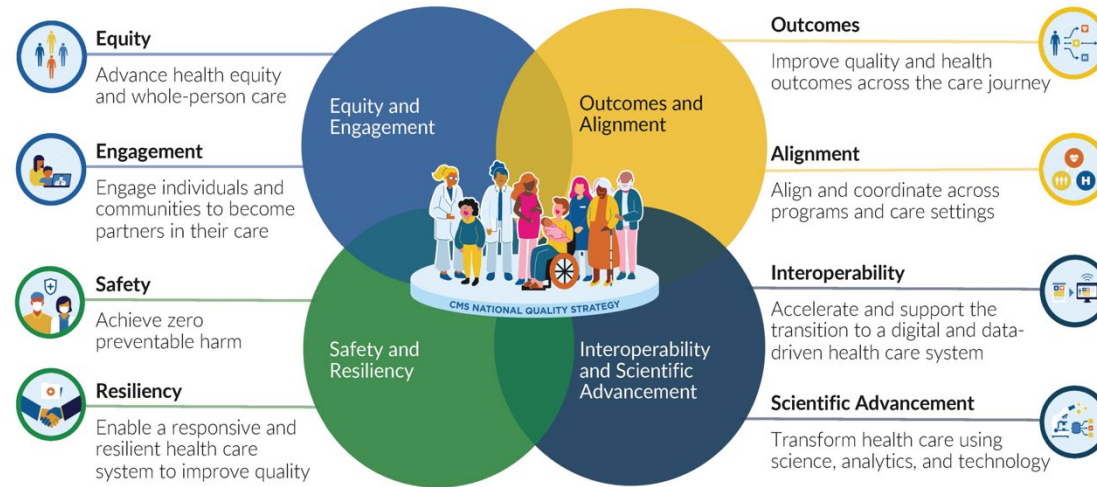 Equity
Advance health equity
and whole-person care
Engagement
Engage individuals and
communities to become
partners in their care
Safety
Achieve zero
preventable harm
Resiliency
Enable a responsive and
resilient health care
system to improve quality
Equity and
Engagement
Outcomes and
Alignment
CMS NATIONAL QUALITY STRATEGY
Safety and
Resiliency
Interoperability
and Scientific
Advancement
Outcomes
Improve quality and health
outcomes across the care journey
Alignment
Align and coordinate across
programs and care settings
H
Interoperability
Accelerate and support the
transition to a digital and data-
driven health care system
Scientific Advancement
Transform health care using
science, analytics, and technology